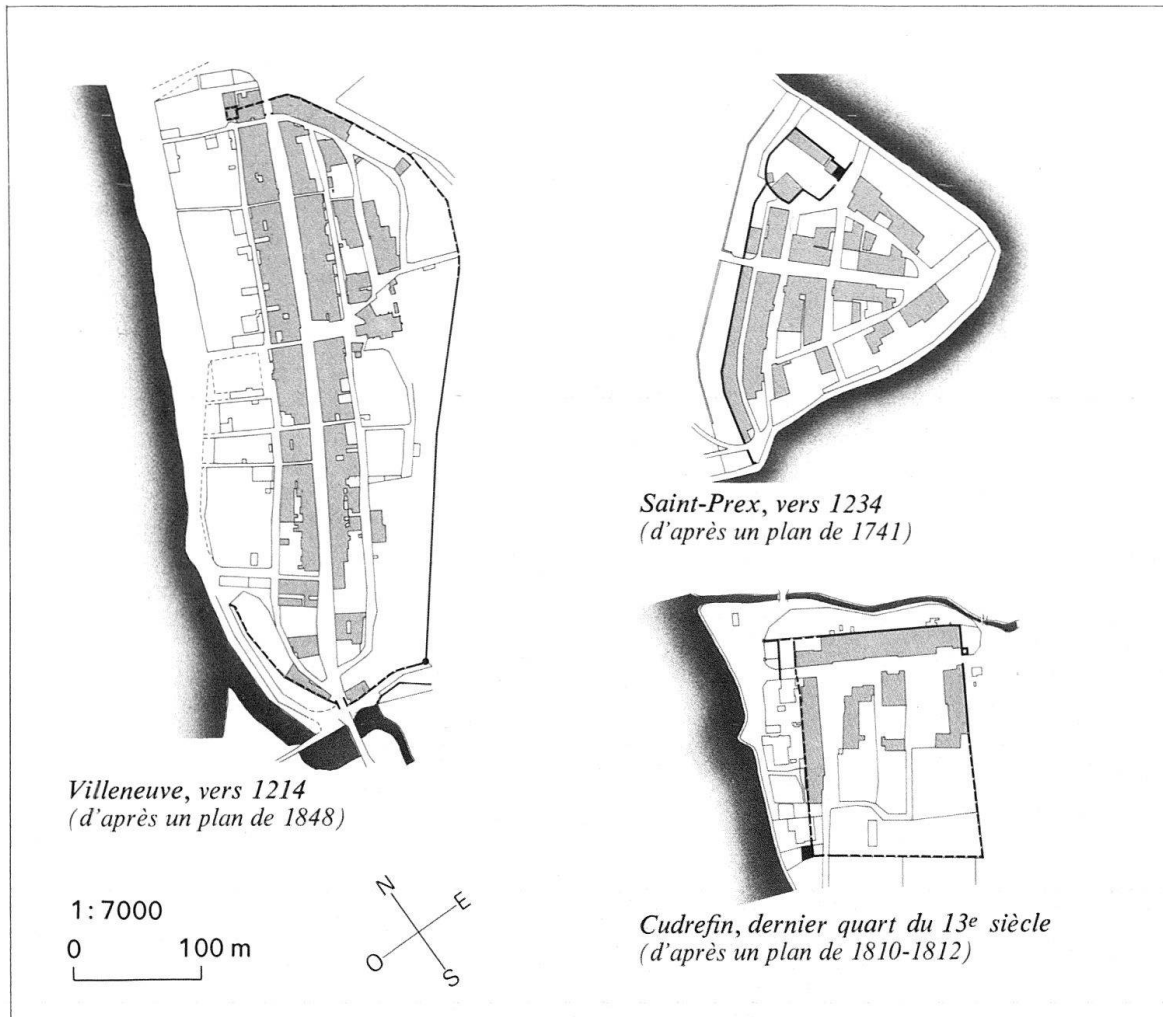 Villeneuve, vers 1214
(d'après un plan de 1848)
Saint-Prex, vers 1234
(d'après un plan de 1741)
Cudrefin, dernier quart du 13e siècle
(d'après un plan de 1810-1812)
1:7000
0 100 m
N
E
O
S